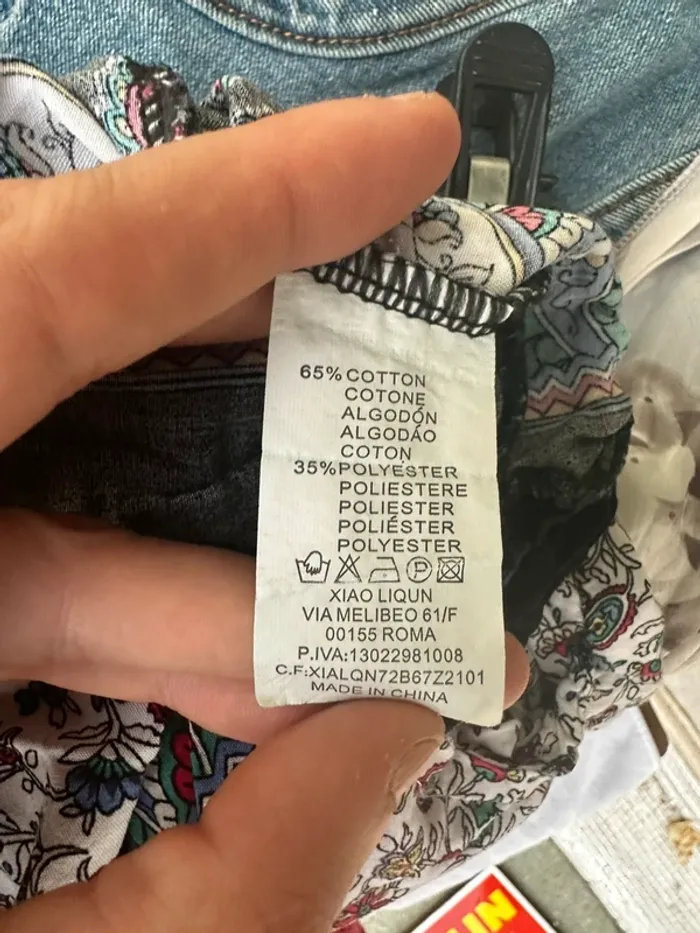 65% COTTON
COTONE
ALGODÓN
ALGODÁO
COTON
35%POLYESTER
POLIESTERE
POLIESTER
POLIÉSTER
POLYESTER
P
XIAO LIQUN
VIA MELIBEO 61/F
00155 ROMA
P.IVA:13022981008
C.F:XIALQN72B67Z2101
MADE IN CHINA